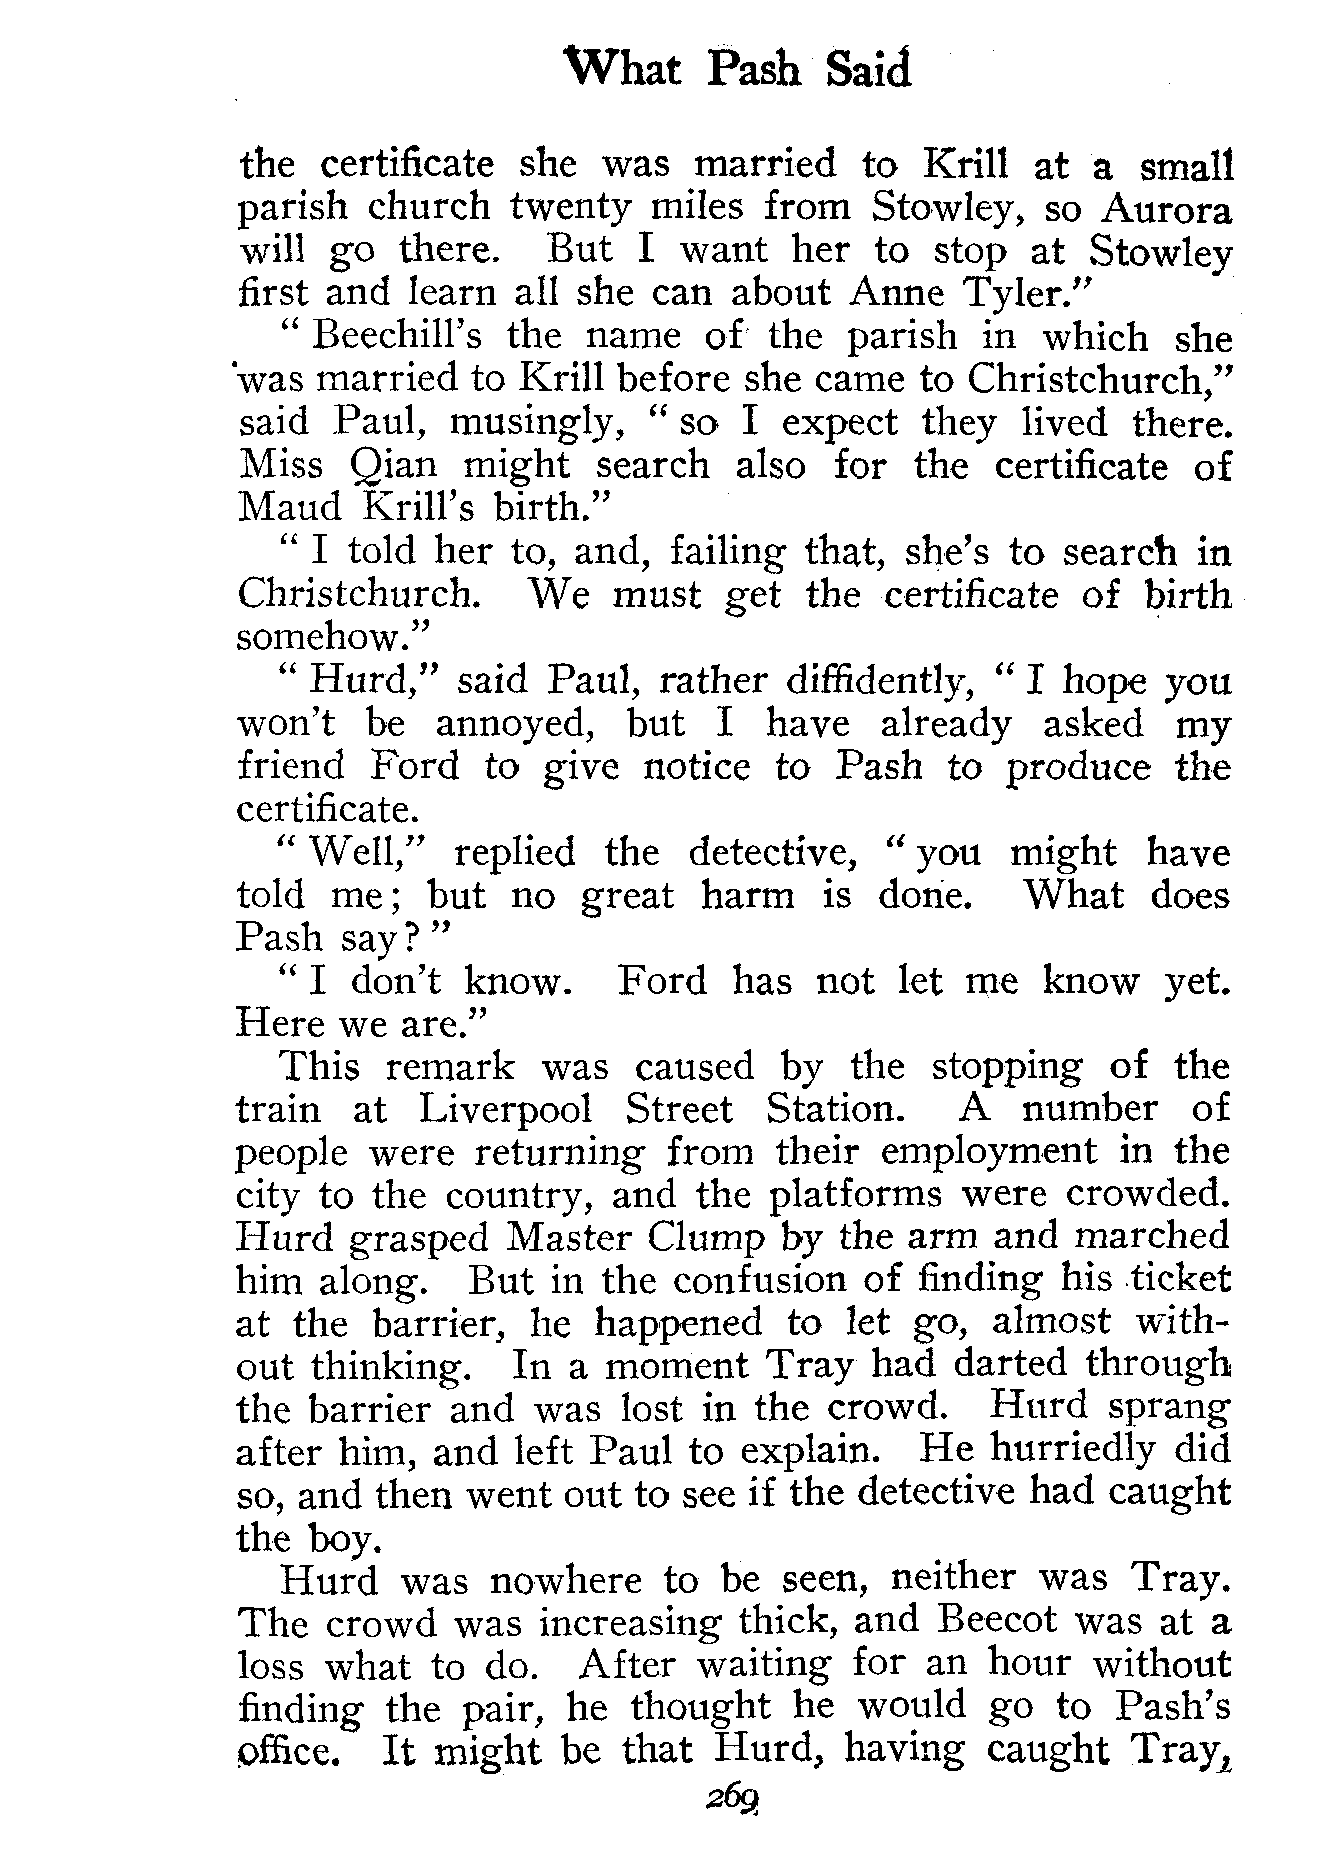 What Pash Said
the certificate she was married to Krill at a small
parish church twenty miles from Stowley, so Aurora
will go there. But I want her to stop at Stowley
first and learn all she can about Anne Tyler."
" Beechill's the name of the parish in which she
was married to Krill before she came to Christchurch,"
said Paul, musingly, " so I expect they lived there.
Miss Qian might search also for the certificate of
Maud Krill's birth."
" I told her to, and, failing that, she's to search in
Christchurch. We must get the certificate of birth
somehow."
" Hurd," said Paul, rather diffidently, " I hope you
won't be annoyed, but I have already asked my
friend Ford to give notice to Pash to produce the
certificate.
" Well," replied the detective, " you might have
told me; but no great harm is done. What does
Pash say? "
" I don't know. Ford has not let me know yet.
Here we are."
This remark was caused by the stopping of the
train at Liverpool Street Station. A number of
people were returning from their employment in the
city to the country, and the platforms were crowded.
Hurd grasped Master Clump by the arm and marched
him along. But in the confusion of finding his ticket
at the barrier, he happened to let go, almost with-
out thinking. In a moment Tray had darted through
the barrier and was lost in the crowd. Hurd sprang
after him, and left Paul to explain. He hurriedly did
so, and then went out to see if the detective had caught
the boy.
Hurd was nowhere to be seen, neither was Tray.
The crowd was increasing thick, and Beecot was at a
loss what to do. After waiting for an hour without
finding the pair, he thought he would go to Pash's
office. It might be that Hurd, having caught Tray,
269